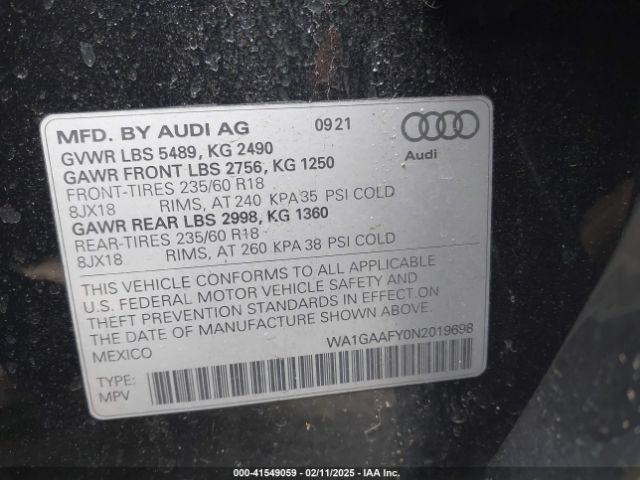 MFD. BY AUDI AG 09 21
GVWR LBS 5489, KG 2490
Audi
GAWR FRONT LBS 2756, KG 1250
FRONT-TIRES 235/60 R18
8JX18 RIMS, AT 240 KPA 35 PSI COLD
GAWR REAR LBS 2998, KG 1360
REAR-TIRES 235/60 R18
8JX18 RIMS, AT 260 KPA 38 PSI COLD
THIS VEHICLE CONFORMS TO ALL APPLICABLE
U.S. FEDERAL MOTOR VEHICLE SAFETY AND
THEFT PREVENTION STANDARDS IN EFFECT ON
THE DATE OF MANUFACTURE SHOWN ABOVE.
MEXICO WA1GAAFY0N2019698
TYPE:
MPV
000-41549059 - 02/11/2025 - IAA Inc.